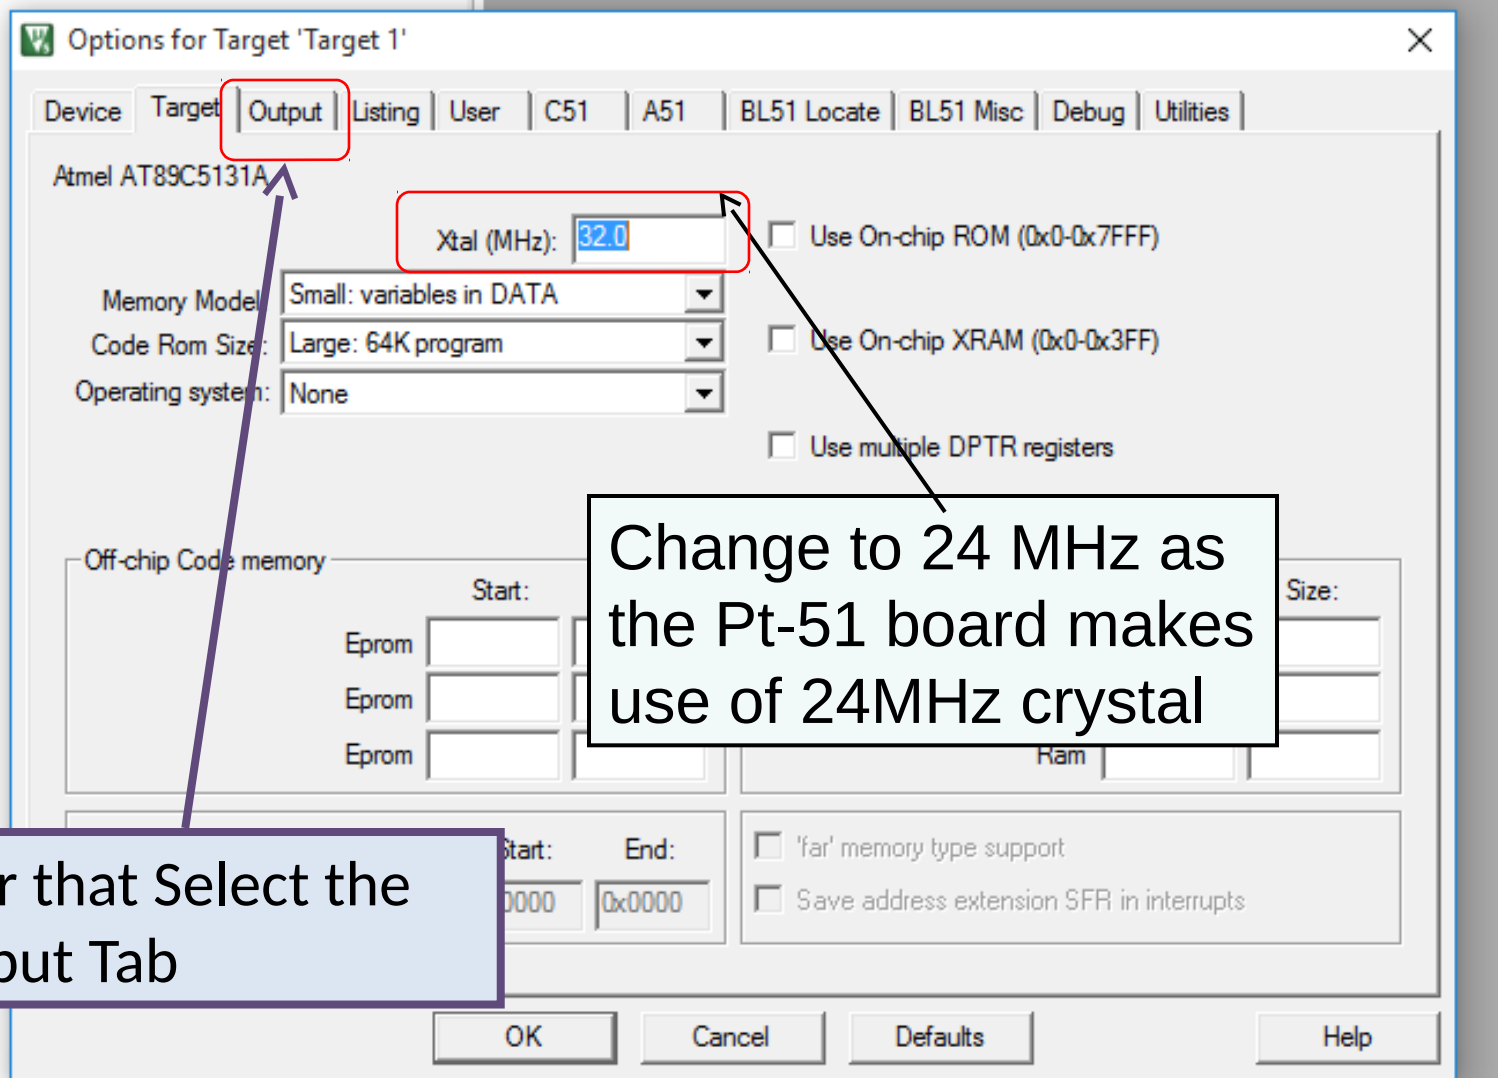 Options for Target 'Target 1'
Device Target Output Listing User C51 A51 BL51 Locate BL51 Misc Debug Utilities
Atmel AT89C5131A
Xtal (MHz): 32.0
Use On-chip ROM (0x0-0x7FFF)
Memory Model: Small: variables in DATA
Code Rom Size: Large: 64K program
Use On-chip XRAM (0x0-0x3FF)
Operating system: None
Use multiple DPTR registers
Change to 24 MHz as
the Pt-51 board makes
use of 24MHz crystal
Off-chip Code memory
Start:
Size:
Eprom
Eprom
Eprom
Ram
Start: End:
0000 0x0000
'far' memory type support
Save address extension SFR in interrupts
that Select the
Tab
OK Cancel Defaults Help